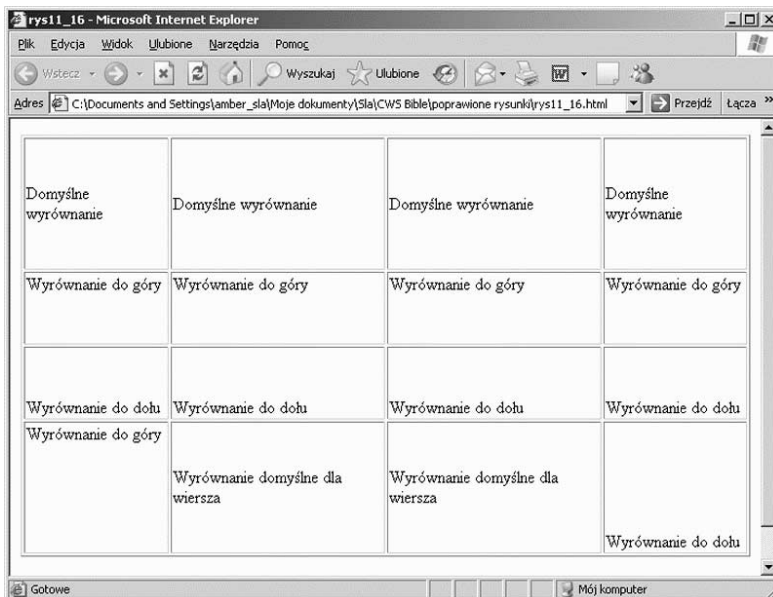 rys11_16 - Microsoft Internet Explorer
Plik Edycja Widok Ulubione Narzędzia Pomoc
Wstecz Wyszukaj Ulubione
Adres C:\Documents and Settings\amber_sla\Moje dokumenty\Sla\CWS Bible\poprawione rysunki\rys11_16.html Przejdź Łącza »
Domyślne
wyrównanie
Domyślne wyrównanie
Domyślne wyrównanie
Domyślne
wyrównanie
Wyrównanie do góry Wyrównanie do góry Wyrównanie do góry Wyrównanie do góry
Wyrównanie do dołu Wyrównanie do dołu Wyrównanie do dołu Wyrównanie do dołu
Wyrównanie do góry
Wyrównanie domyślne dla
wiersza
Wyrównanie domyślne dla
wiersza
Wyrównanie do dołu
Gotowe Mój komputer